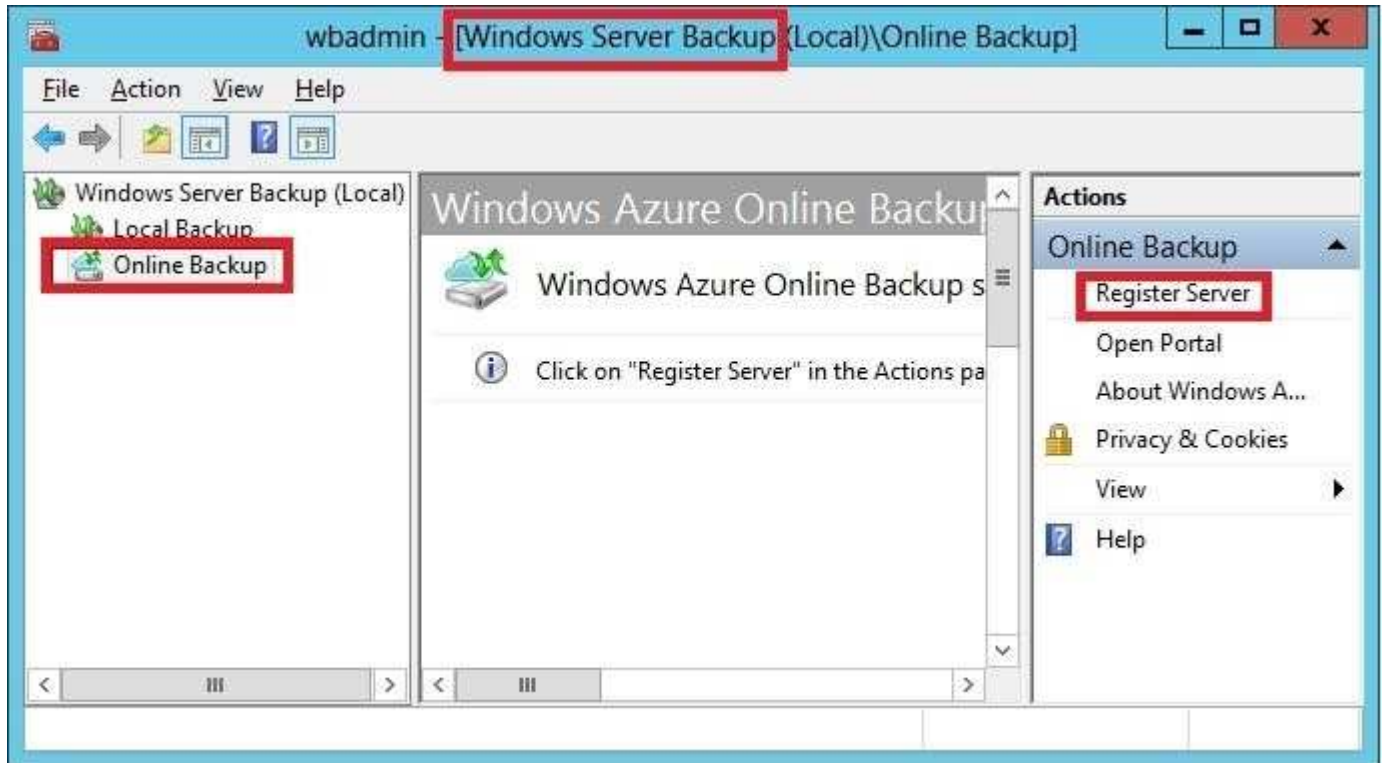 wbadmin - [Windows Server Backup (Local)\Online Backup]
File Action View Help
Windows Server Backup (Local)
Local Backup
Online Backup
Windows Azure Online Backup
Windows Azure Online Backup s
Click on "Register Server" in the Actions pa
Actions
Online Backup
Register Server
Open Portal
About Windows A...
Privacy & Cookies
View
Help